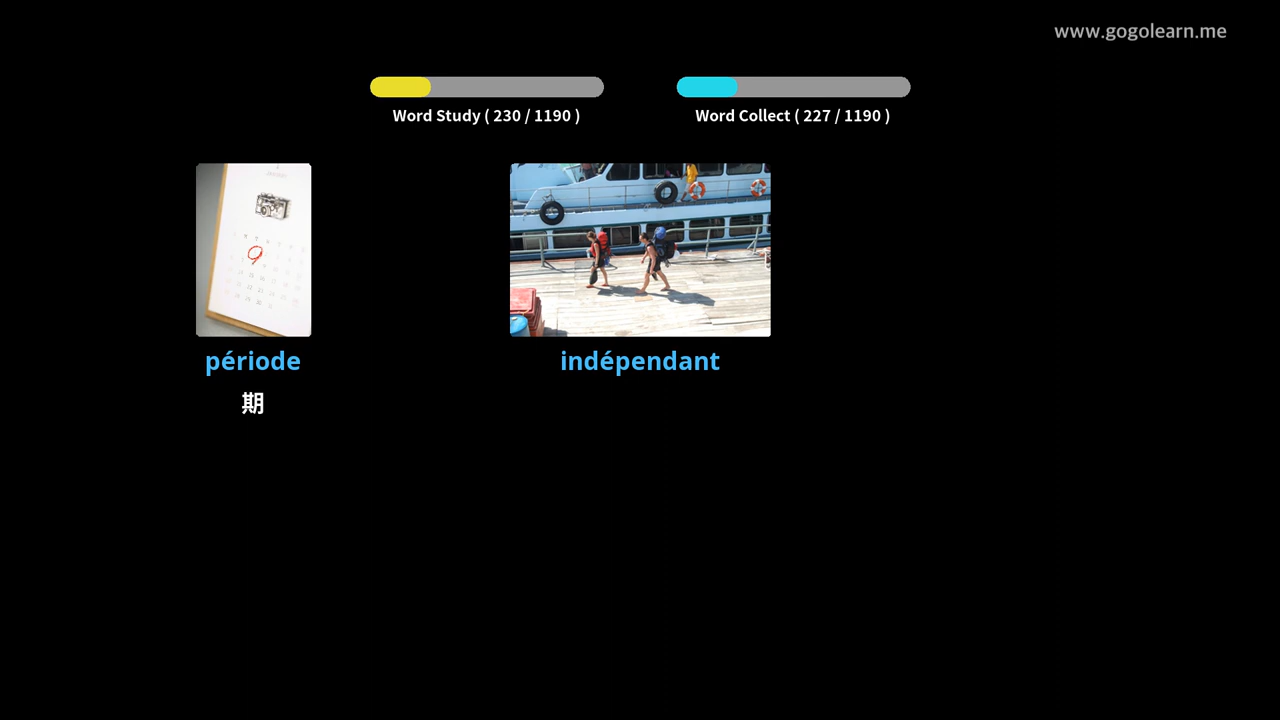 www.gogolearn.me
Word Study ( 230 / 1190 )
Word Collect ( 227 / 1190 )
période
indépendant
期